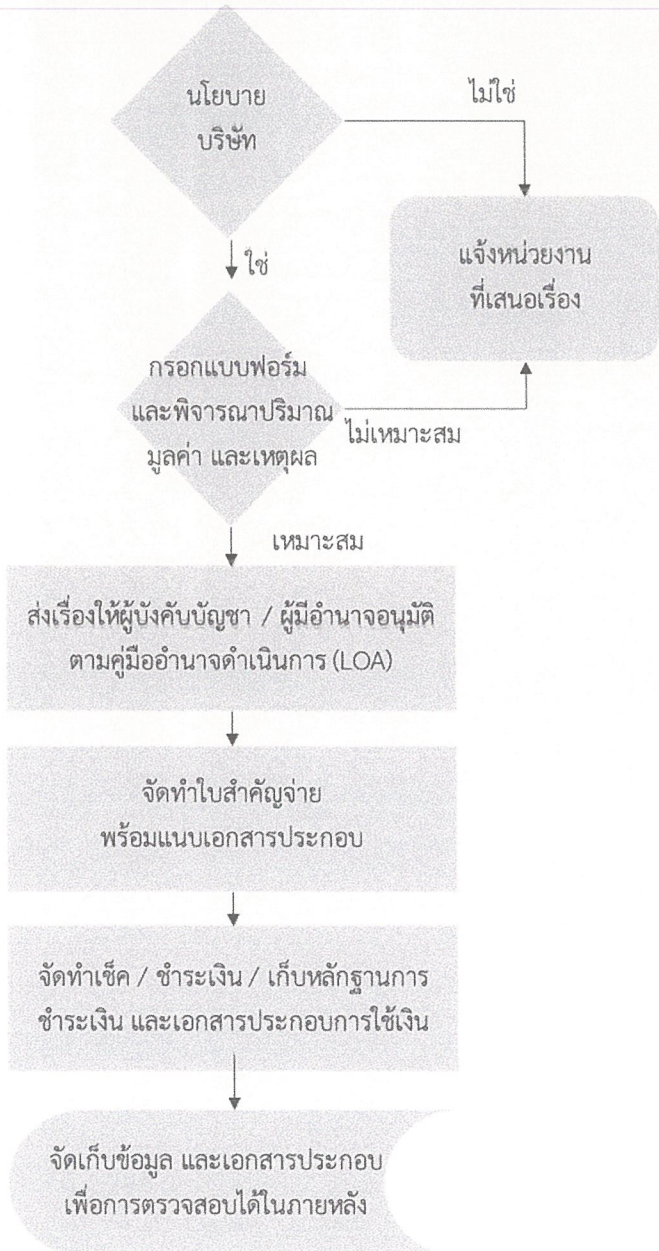 นโยบาย
บริษัท
ไม่ใช่
แจ้งหน่วยงาน
ที่เสนอเรื่อง
ใช่
กรอกแบบฟอร์ม
และพิจารณาปริมาณ
มูลค่า และเหตุผล
ไม่เหมาะสม
เหมาะสม
ส่งเรื่องให้ผู้บังคับบัญชา / ผู้มีอำนาจอนุมัติ
ตามคู่มืออำนาจดำเนินการ (LOA)
จัดทำใบสำคัญจ่าย
พร้อมแนบเอกสารประกอบ
จัดทำเช็ค / ชำระเงิน / เก็บหลักฐานการ
ชำระเงิน และเอกสารประกอบการใช้เงิน
จัดเก็บข้อมูล และเอกสารประกอบ
เพื่อการตรวจสอบได้ในภายหลัง